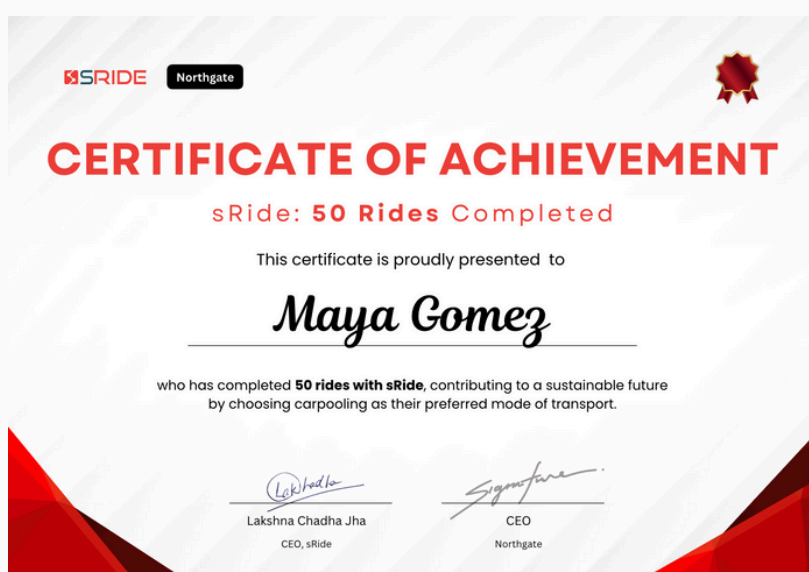 SRIDE Northgate
CERTIFICATE OF ACHIEVEMENT
sRide: 50 Rides Completed
This certificate is proudly presented to
Maya Gomez
who has completed 50 rides with sRide, contributing to a sustainable future
by choosing carpooling as their preferred mode of transport.
Signature
Lakshna Chadha Jha CEO
CEO, sRide Northgate